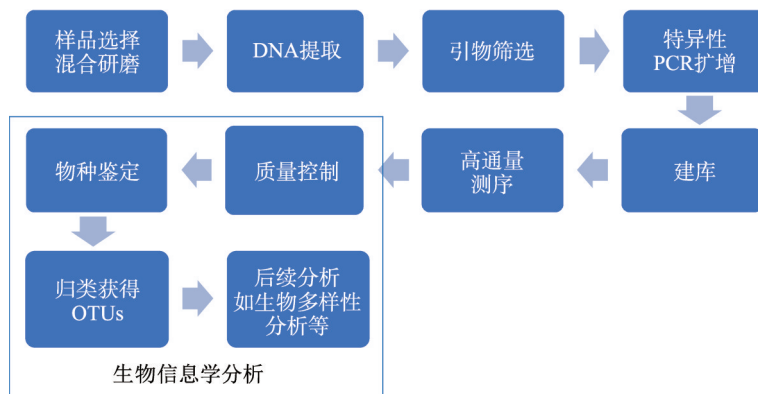 样品选择
混合研磨
DNA提取
引物筛选
特异性
PCR扩增
建库
高通量
测序
质量控制
物种鉴定
归类获得
OTUs
后续分析
如生物多样性
分析等
生物信息学分析